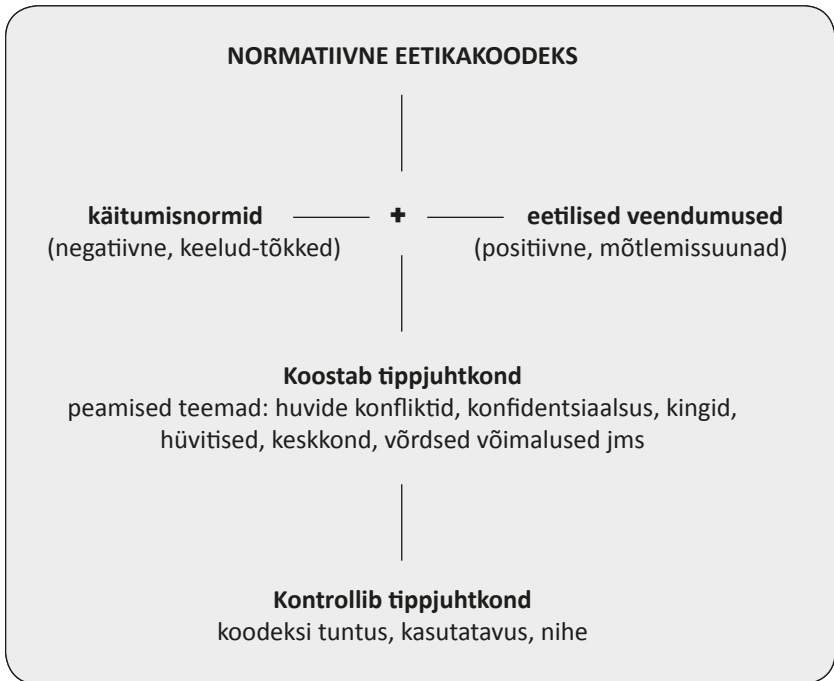 NORMATIIVNE EETIKAKOODEKS
käitumisnormid + eetilised veendumused
(negatiivne, keelud-tõkked) (positiivne, mõtlemissuunad)
Koostab tippjuhtkond
peamised teemad: huvide konfliktid, konfidentsiaalsus, kingid,
hüvitised, keskkond, võrdsed võimalused jms
Kontrollib tippjuhtkond
koodeksi tuntus, kasutatavus, nihe